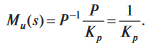 M_u(s) = P^{-1} \frac{P}{K_p} = \frac{1}{K_p}.